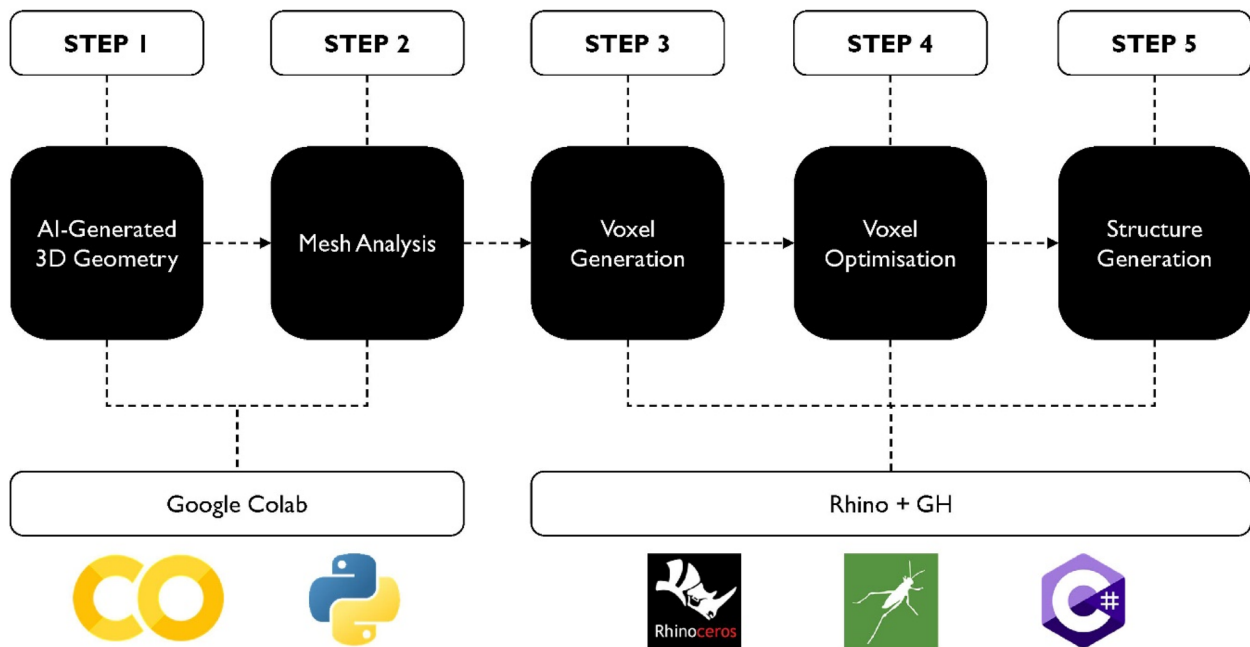 STEP 1
STEP 2
STEP 3
STEP 4
STEP 5
AI-Generated
3D Geometry
Mesh Analysis
Voxel
Generation
Voxel
Optimisation
Structure
Generation
Google Colab
Rhino + GH
Rhinoceros
C#